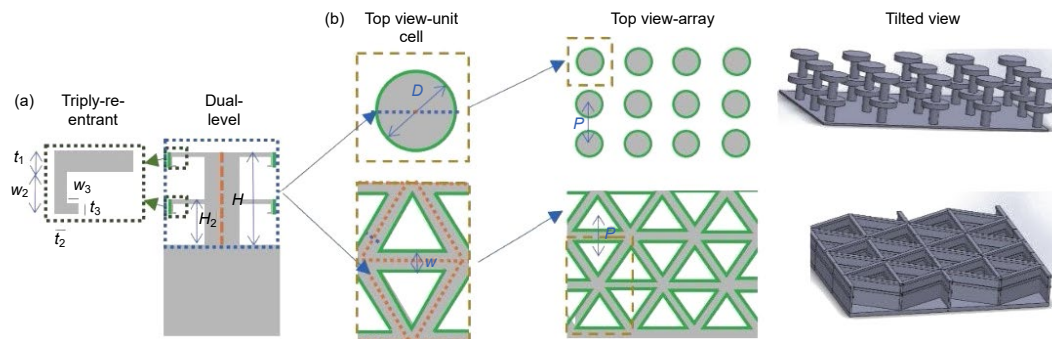 (a)
Triply-re-
entrant
Dual-
level
t1
w2
w3
t3
t2
H
H2
(b)
Top view-unit
cell
Top view-array
Tilted view
D
P
w
P